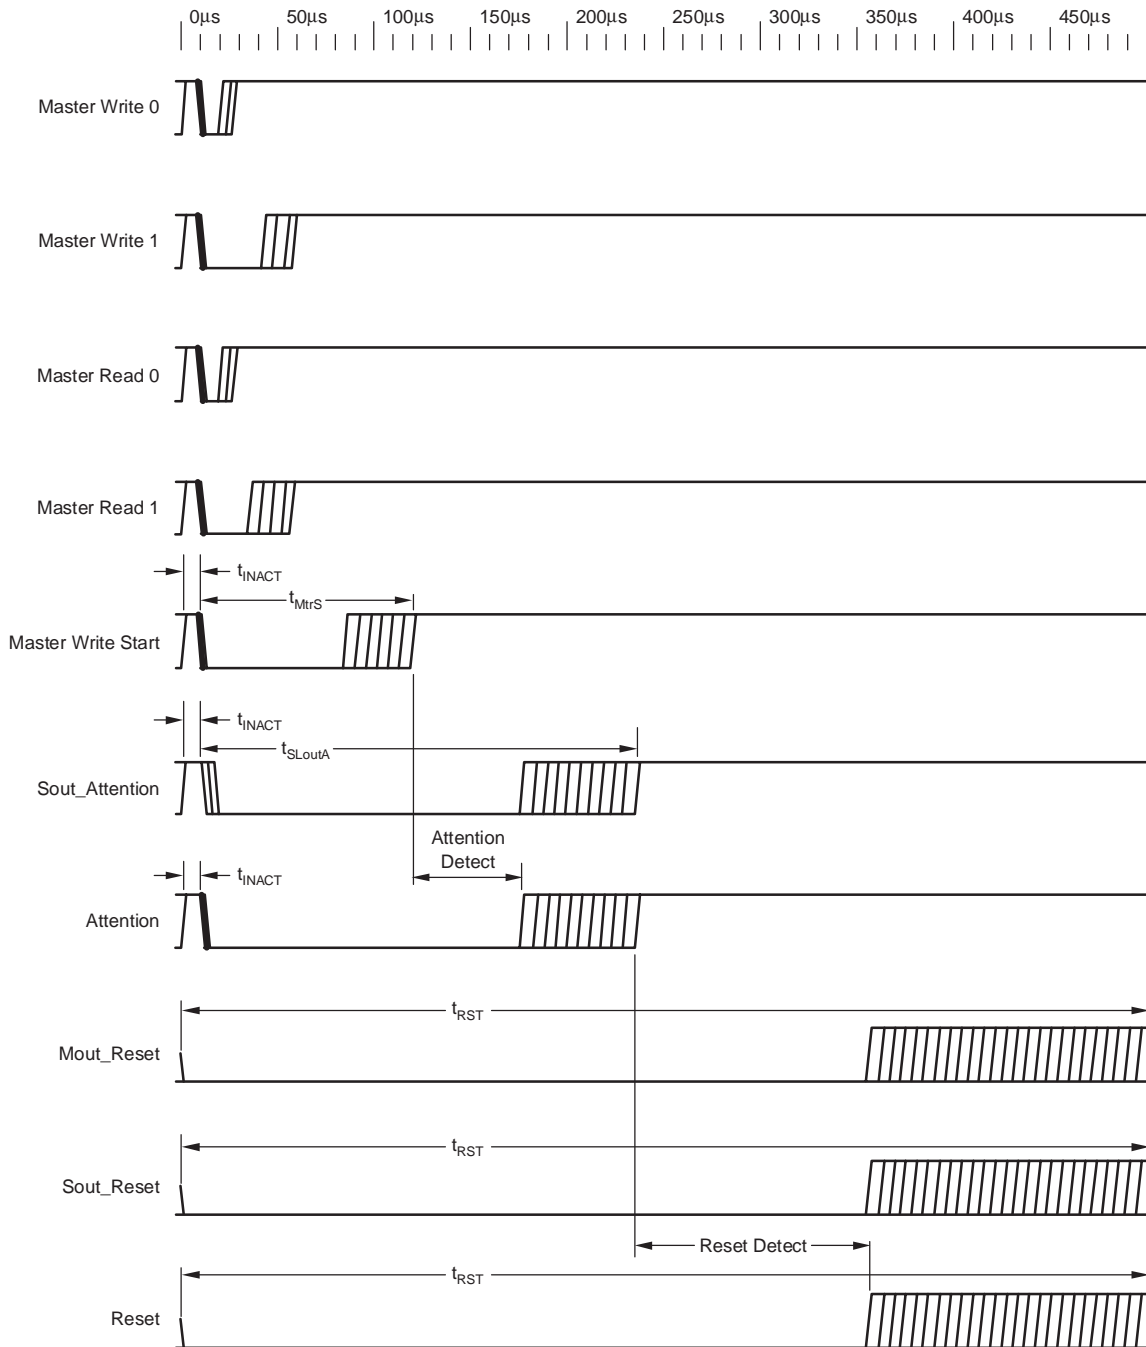 0μs 50μs 100μs 150μs 200μs 250μs 300μs 350μs 400μs 450μs
Master Write 0
Master Write 1
Master Read 0
Master Read 1
tINACT
tMtrS
Master Write Start
tINACT
tSLoutA
Sout_Attention
Attention
Detect
tINACT
Attention
tRST
Mout_Reset
tRST
Sout_Reset
Reset Detect
tRST
Reset